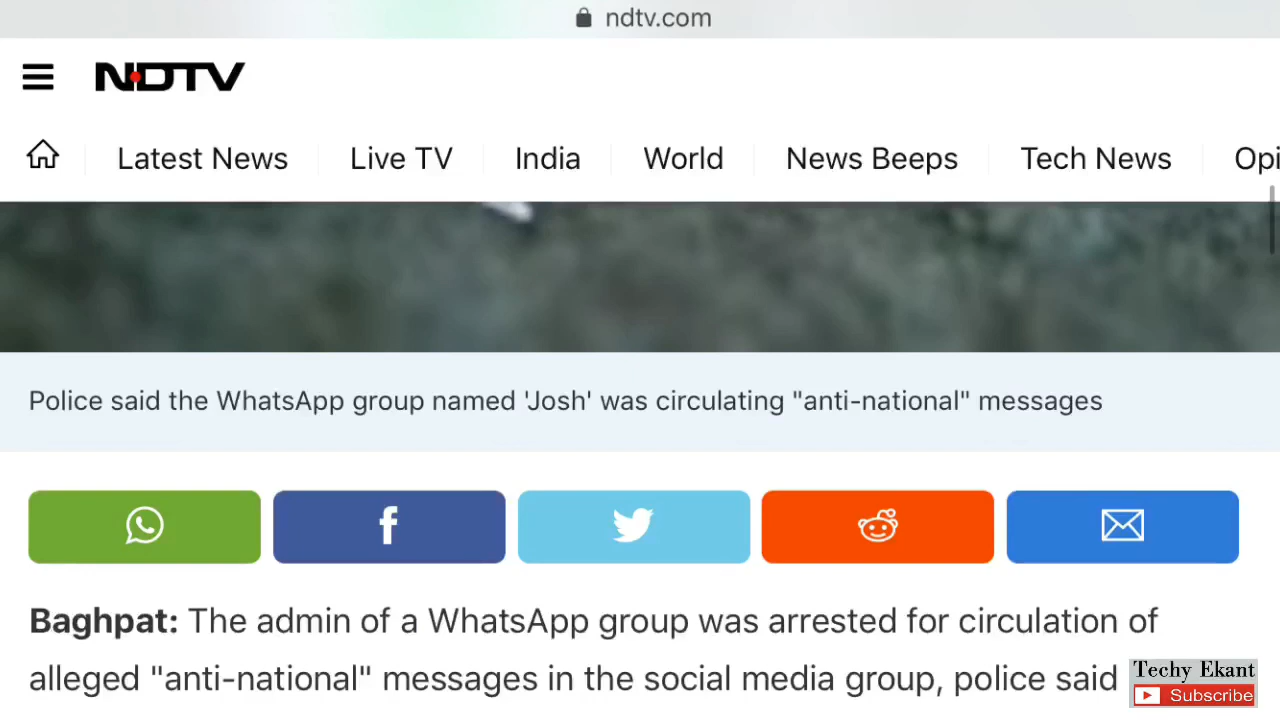 ndtv.com
NDTV
Latest News Live TV India World News Beeps Tech News Opi
Police said the WhatsApp group named 'Josh' was circulating "anti-national" messages
f
Baghpat: The admin of a WhatsApp group was arrested for circulation of
alleged "anti-national" messages in the social media group, police said
Techy Ekant
Subscribe